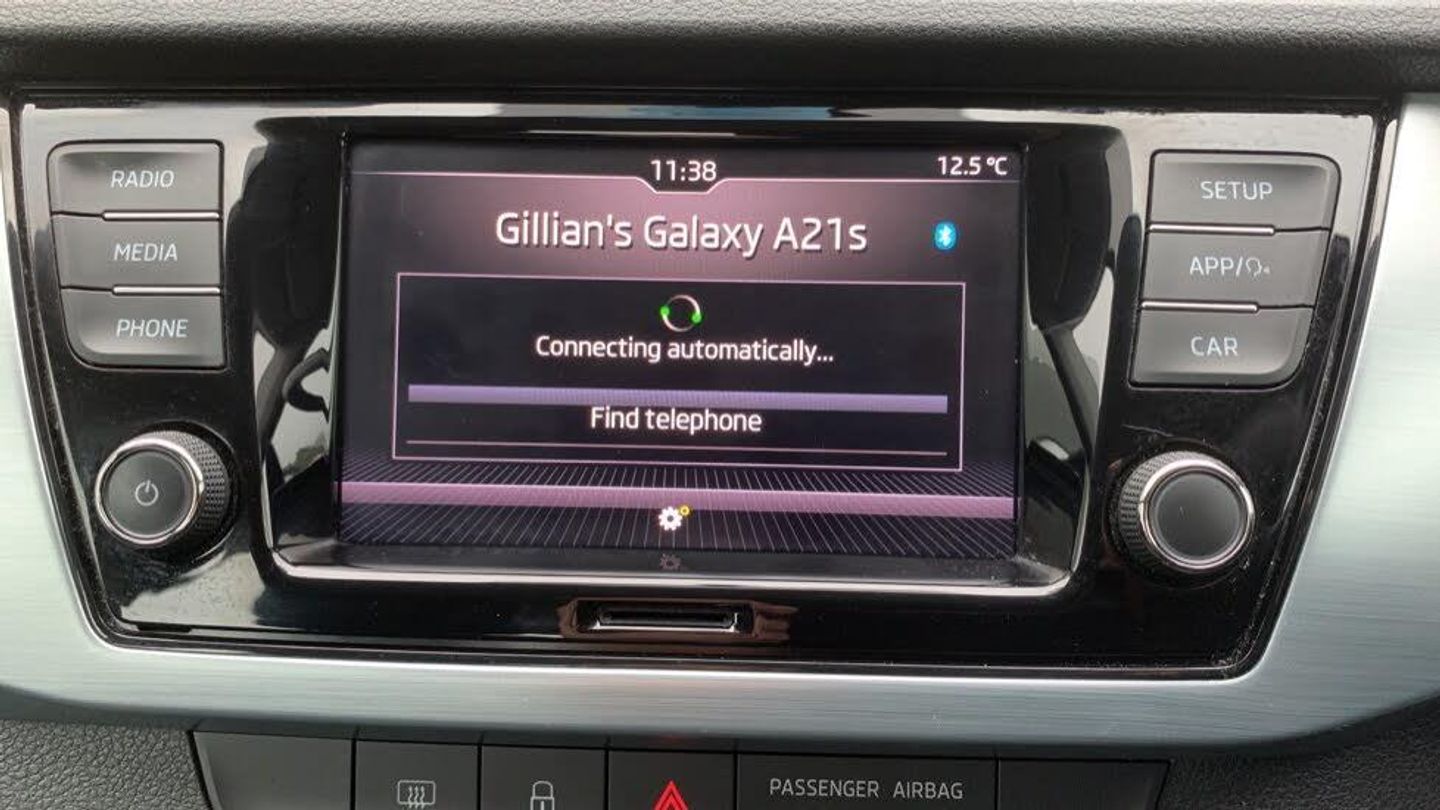 RADIO
MEDIA
PHONE
11:38
12.5 °C
Gillian's Galaxy A21s
Connecting automatically...
Find telephone
SETUP
APP/
CAR
PASSENGER AIRBAG